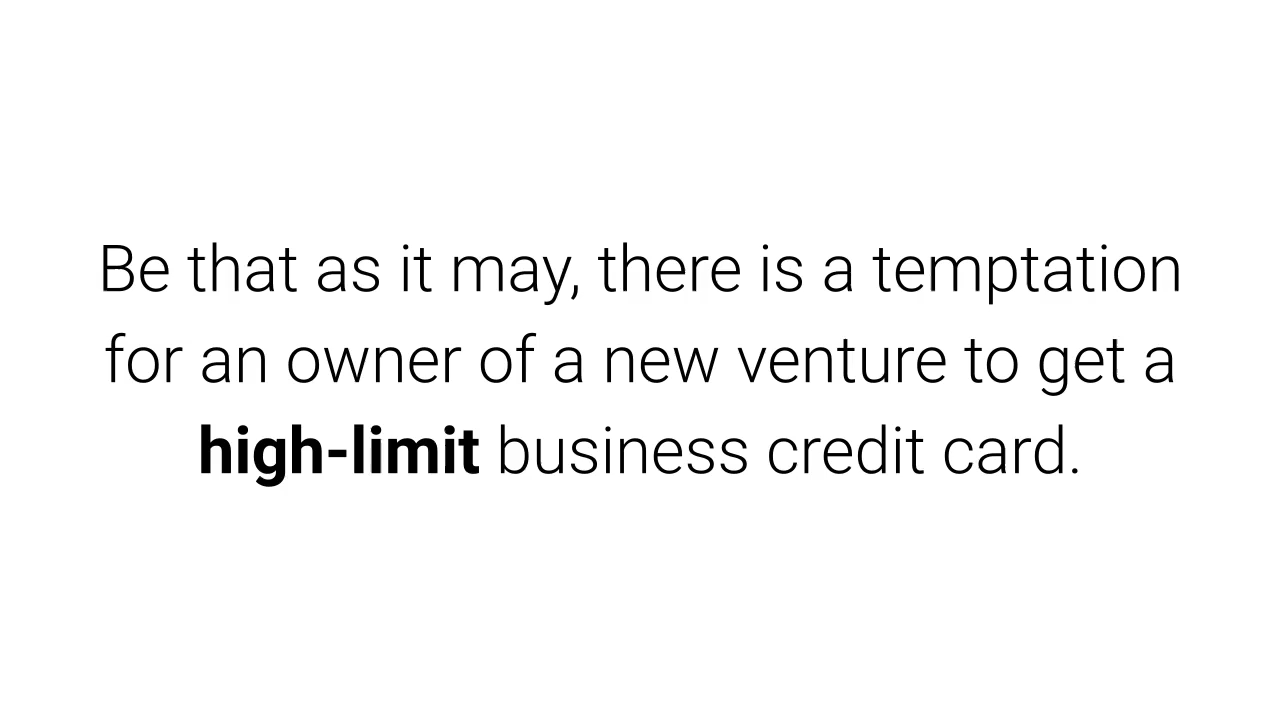 Be that as it may, there is a temptation
for an owner of a new venture to get a
high-limit business credit card.